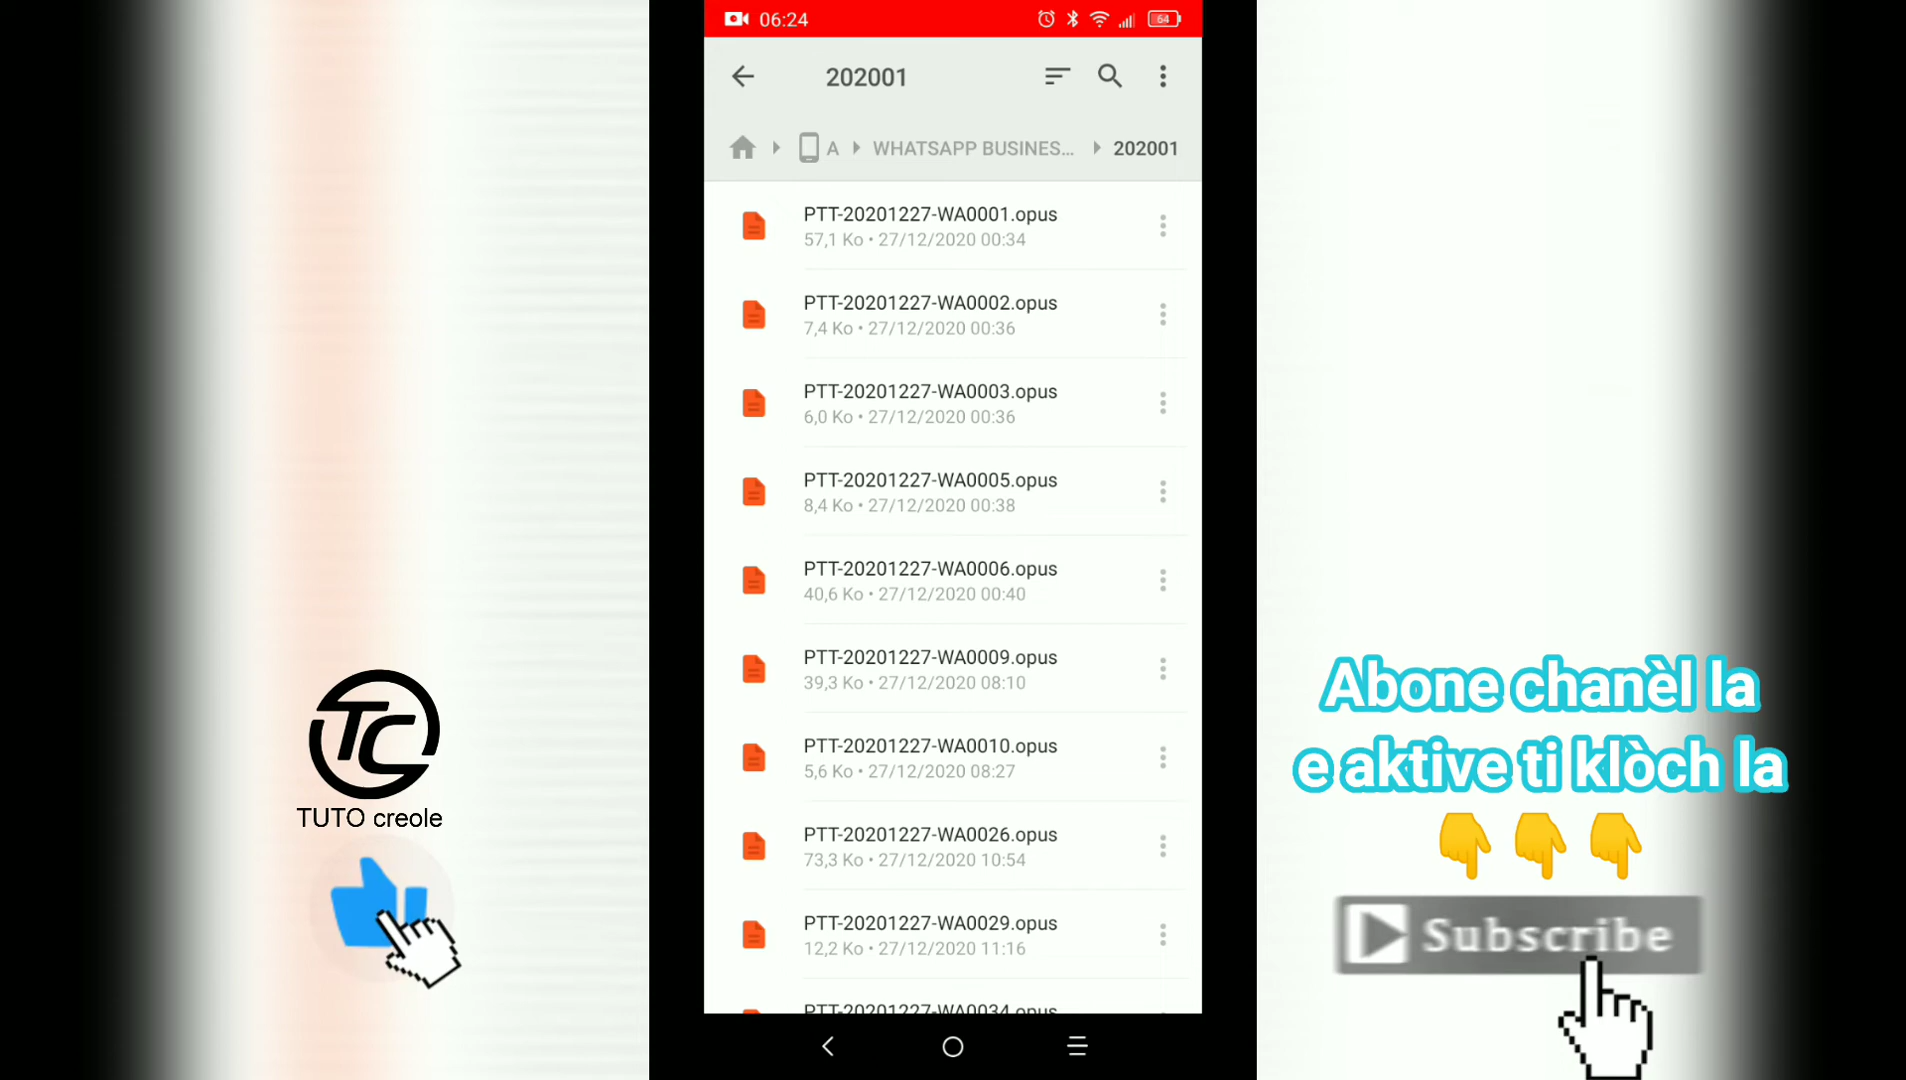 06:24
64
202001
A
WHATSAPP BUSINES...
202001
PTT-20201227-WA0001.opus
57,1 Ko • 27/12/2020 00:34
PTT-20201227-WA0002.opus
7,4 Ko • 27/12/2020 00:36
PTT-20201227-WA0003.opus
6,0 Ko • 27/12/2020 00:36
PTT-20201227-WA0005.opus
8,4 Ko • 27/12/2020 00:38
PTT-20201227-WA0006.opus
40,6 Ko • 27/12/2020 00:40
PTT-20201227-WA0009.opus
39,3 Ko • 27/12/2020 08:10
PTT-20201227-WA0010.opus
5,6 Ko • 27/12/2020 08:27
PTT-20201227-WA0026.opus
73,3 Ko • 27/12/2020 10:54
PTT-20201227-WA0029.opus
12,2 Ko • 27/12/2020 11:16
PTT-20201227-WA0034.opus
TC
TUTO creole
Abone chanèl la
e aktive ti klòch la
Subscribe